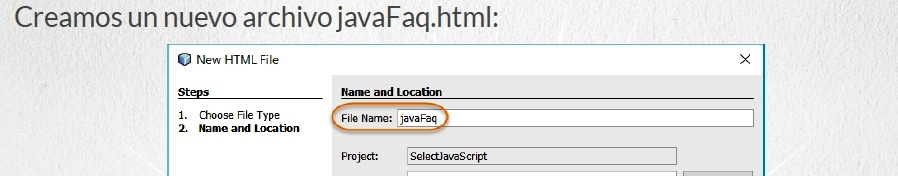 Creamos un nuevo archivo javaFaq.html:
New HTML File
Steps
Name and Location
1. Choose File Type
File Name: javaFaq
2. Name and Location
Project: SelectJavaScript